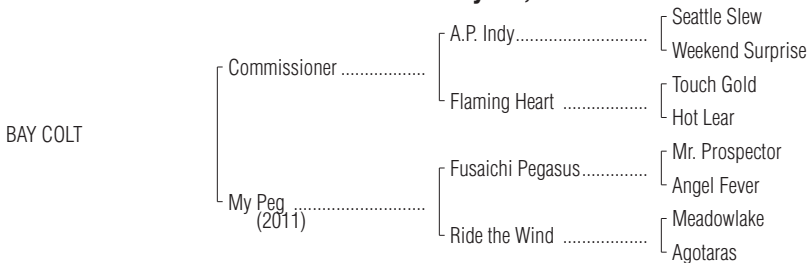 Seattle Slew
A.P. Indy
Weekend Surprise
Commissioner
Touch Gold
Flaming Heart
Hot Lear
BAY COLT
Mr. Prospector
Fusaichi Pegasus
Angel Fever
My Peg
(2011)
Meadowlake
Ride the Wind
Agotaras